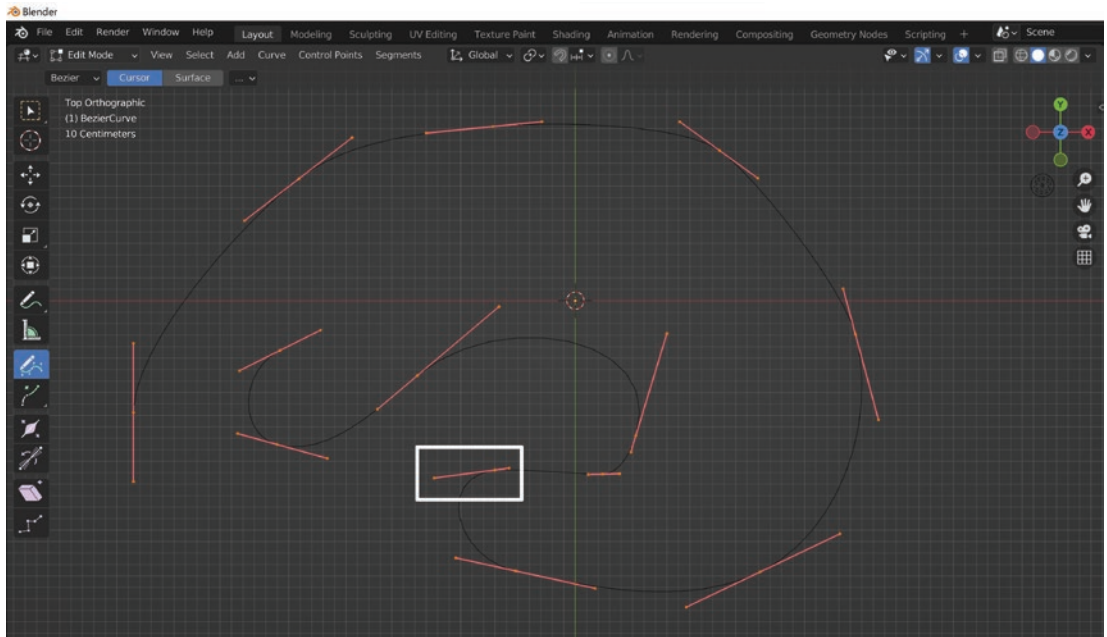 Blender
File Edit Render Window Help Layout Modeling Sculpting UV Editing Texture Paint Shading Animation Rendering Compositing Geometry Nodes Scripting + Scene
Edit Mode View Select Add Curve Control Points Segments Global
Bezier Cursor Surface ...
Top Orthographic
(1) BezierCurve
10 Centimeters
Y
Z
X